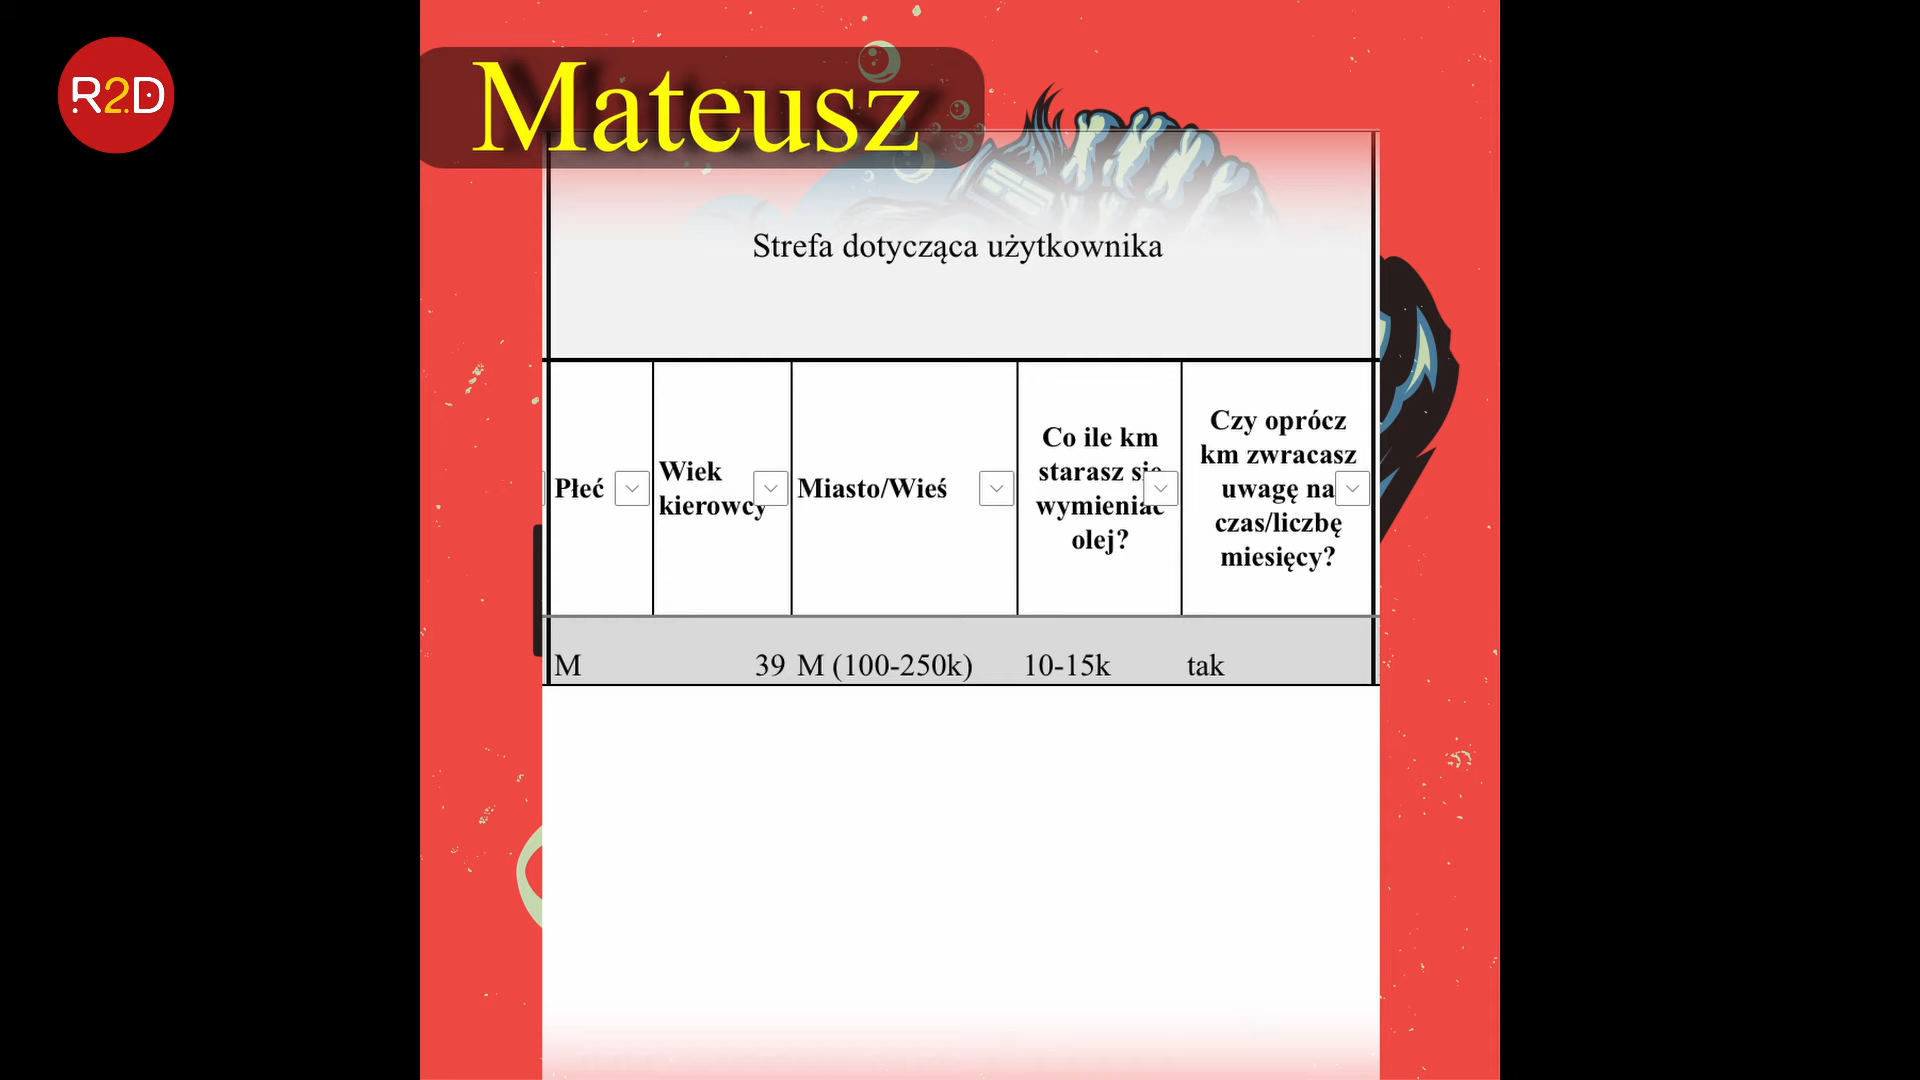 R2D
Mateusz
Strefa dotycząca użytkownika
Płeć
Wiek
kierowcy
Miasto/Wieś
Co ile km
starasz się
wymieniać
olej?
Czy oprócz
km zwracasz
uwagę na
czas/liczbę
miesięcy?
M 39 M (100-250k) 10-15k tak